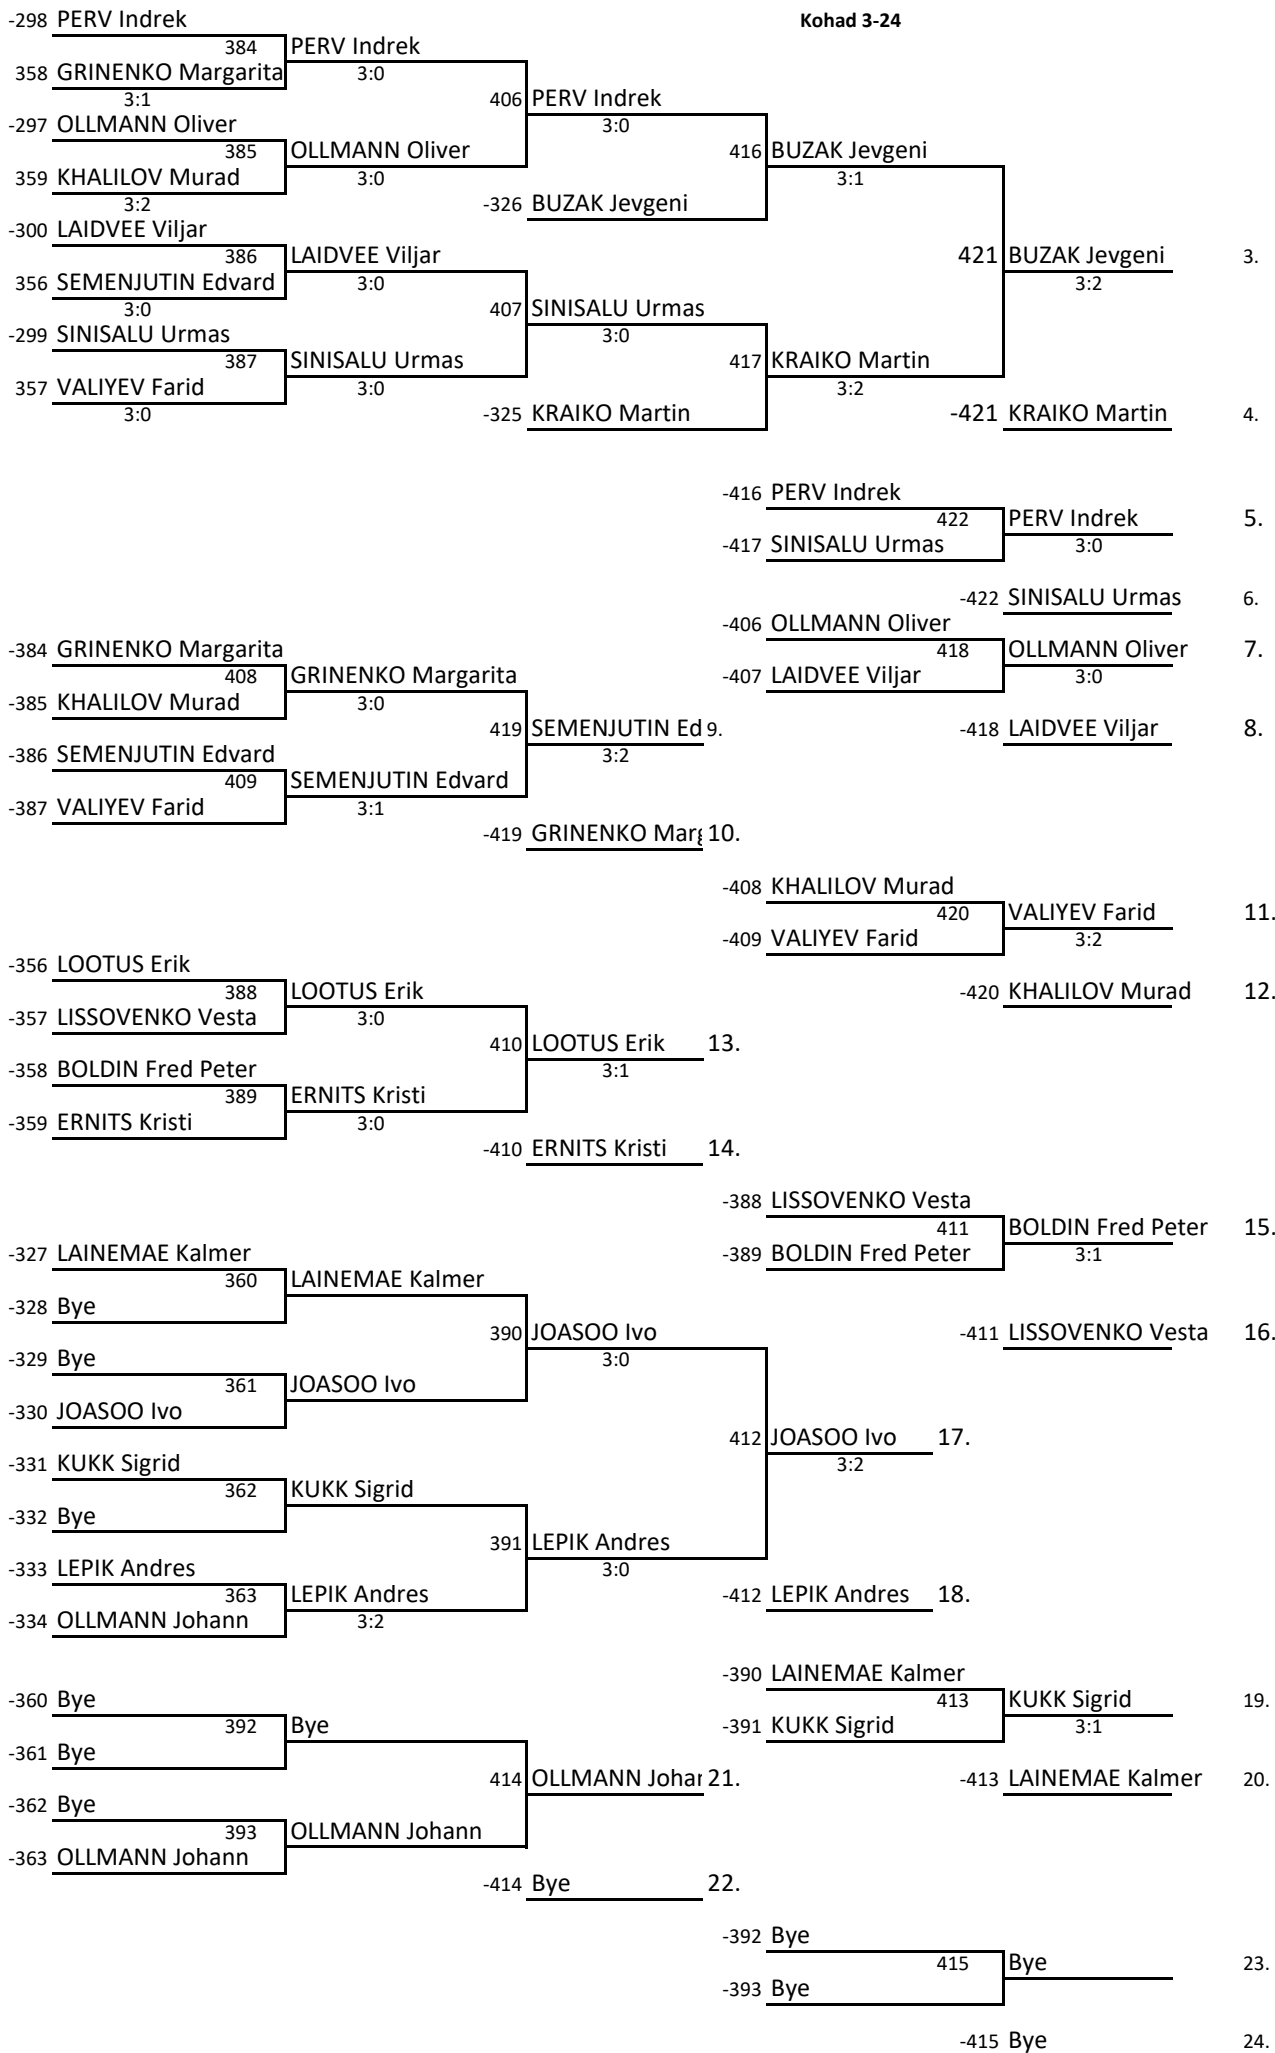 Kohad 3-24
-298 PERV Indrek
384 PERV Indrek
358 GRINENKO Margarita 3:0
3:1 406 PERV Indrek
-297 OLLMANN Oliver 3:0
385 OLLMANN Oliver 416 BUZAK Jevgeni
359 KHALILOV Murad 3:0 3:1
3:2 -326 BUZAK Jevgeni
-300 LAIDVEE Viljar
386 LAIDVEE Viljar 421 BUZAK Jevgeni 3.
356 SEMENJUTIN Edvard 3:0 3:2
3:0 407 SINISALU Urmas
-299 SINISALU Urmas 3:0
387 SINISALU Urmas 417 KRAIKO Martin
357 VALIYEV Farid 3:0 3:2
3:0 -325 KRAIKO Martin -421 KRAIKO Martin 4.
-416 PERV Indrek
422 PERV Indrek 5.
-417 SINISALU Urmas 3:0
-422 SINISALU Urmas 6.
-406 OLLMANN Oliver
-384 GRINENKO Margarita 418 OLLMANN Oliver 7.
408 GRINENKO Margarita -407 LAIDVEE Viljar 3:0
-385 KHALILOV Murad 3:0
419 SEMENJUTIN Ed 9. -418 LAIDVEE Viljar 8.
-386 SEMENJUTIN Edvard 3:2
409 SEMENJUTIN Edvard
-387 VALIYEV Farid 3:1
-419 GRINENKO Marg 10.
-408 KHALILOV Murad
420 VALIYEV Farid 11.
-409 VALIYEV Farid 3:2
-356 LOOTUS Erik
388 LOOTUS Erik -420 KHALILOV Murad 12.
-357 LISSOVENKO Vesta 3:0
410 LOOTUS Erik 13.
-358 BOLDIN Fred Peter 3:1
389 ERNITS Kristi
-359 ERNITS Kristi 3:0
-410 ERNITS Kristi 14.
-388 LISSOVENKO Vesta
411 BOLDIN Fred Peter 15.
-327 LAINEMAE Kalmer -389 BOLDIN Fred Peter 3:1
360 LAINEMAE Kalmer
-328 Bye
390 JOASOO Ivo -411 LISSOVENKO Vesta 16.
-329 Bye 3:0
361 JOASOO Ivo
-330 JOASOO Ivo
412 JOASOO Ivo 17.
-331 KUKK Sigrid 3:2
362 KUKK Sigrid
-332 Bye
391 LEPIK Andres
-333 LEPIK Andres 3:0
363 LEPIK Andres -412 LEPIK Andres 18.
-334 OLLMANN Johann 3:2
-390 LAINEMAE Kalmer
-360 Bye 413 KUKK Sigrid 19.
392 Bye -391 KUKK Sigrid 3:1
-361 Bye
414 OLLMANN Johan 21. -413 LAINEMAE Kalmer 20.
-362 Bye
393 OLLMANN Johann
-363 OLLMANN Johann
-414 Bye 22.
-392 Bye
415 Bye 23.
-393 Bye
-415 Bye 24.